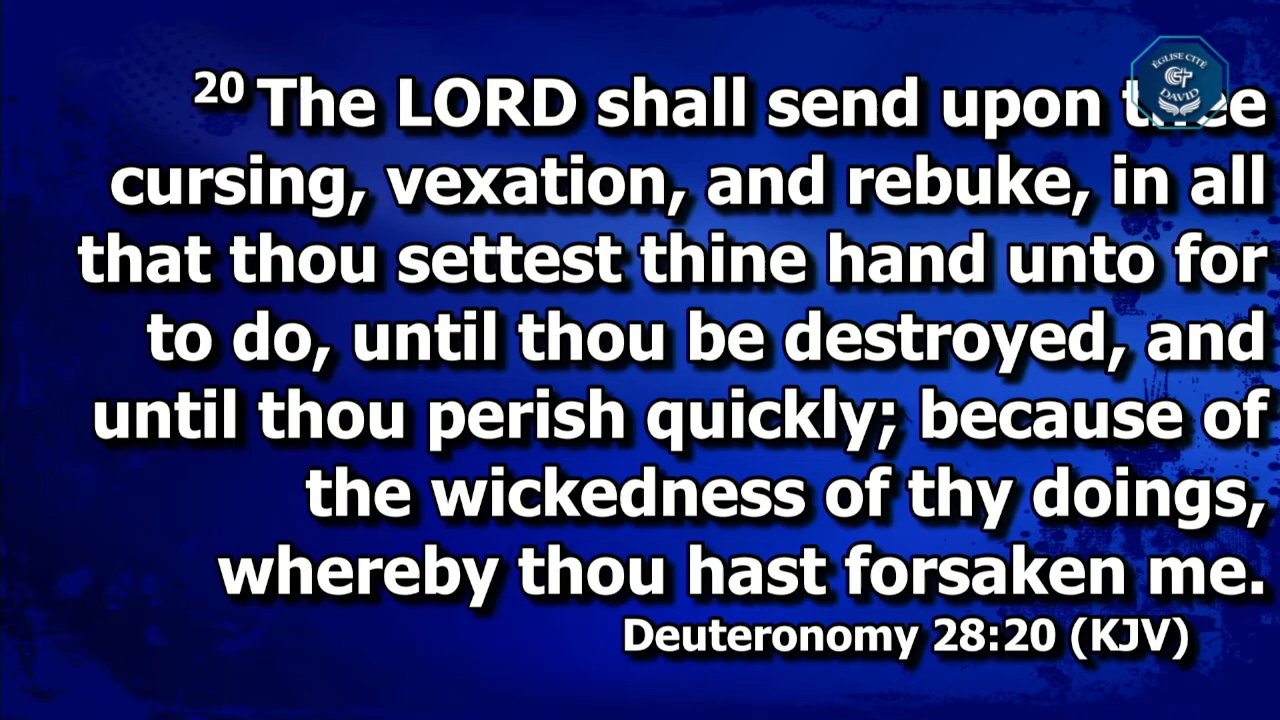 20 The LORD shall send upon thee
cursing, vexation, and rebuke, in all
that thou settest thine hand unto for
to do, until thou be destroyed, and
until thou perish quickly; because of
the wickedness of thy doings,
whereby thou hast forsaken me.
Deuteronomy 28:20 (KJV)
ÉGLISE CITÉ
DAVID